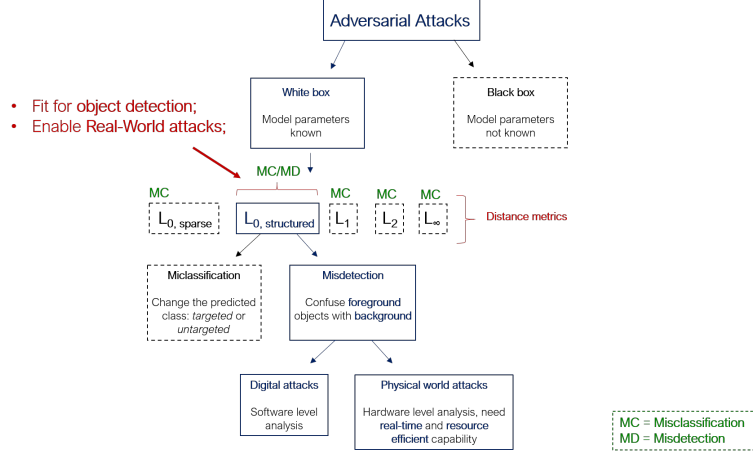 Adversarial Attacks
White box
Model parameters
known
Black box
Model parameters
not known
• Fit for object detection;
• Enable Real-World attacks;
MC/MD
MC
MC
MC
MC
L0, sparse
L0, structured
L1
L2
L∞
Distance metrics
Miclassification
Change the predicted
class: targeted or
untargeted
Misdetection
Confuse foreground
objects with background
Digital attacks
Software level
analysis
Physical world attacks
Hardware level analysis, need
real-time and resource
efficient capability
MC = Misclassification
MD = Misdetection